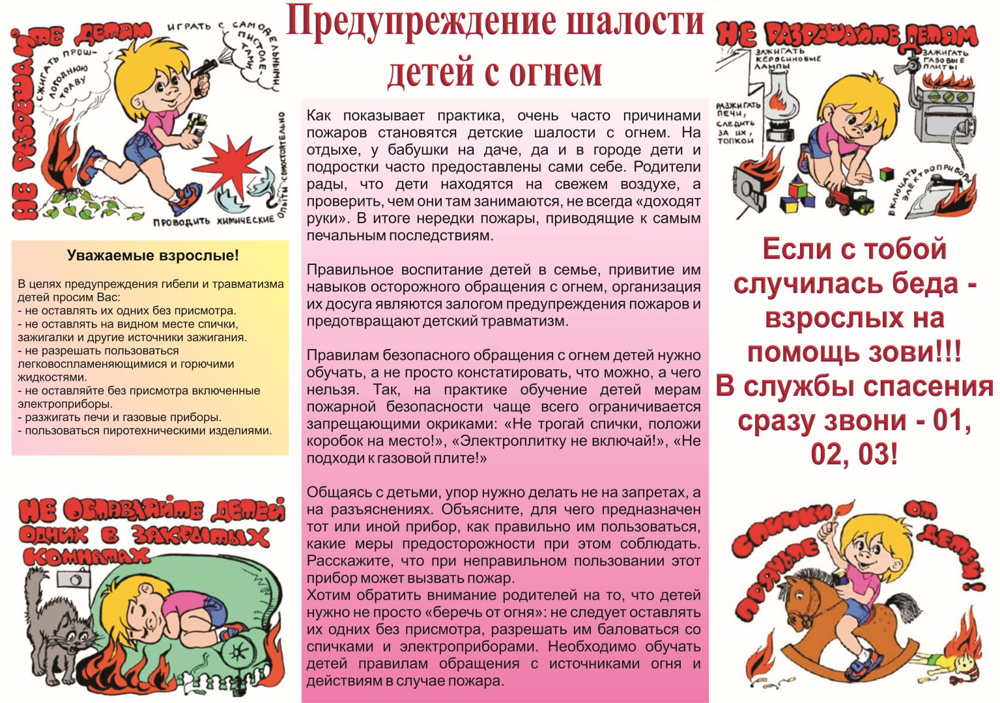 Предупреждение шалости
детей с огнем
НЕ РАЗРЕШАЙТЕ ДЕТЯМ
ИГРАТЬ С САМОДЕЛЬНЫМИ
ПИСТОЛЕ-
ТАМИ
СЖИГАТЬ ПРОШ-
ЛОГОДНЮЮ
ТРАВУ
ПРОВОДИТЬ ХИМИЧЕСКИЕ
ОПЫТЫ САМОСТОЯТЕЛЬНО
Уважаемые взрослые!
В целях предупреждения гибели и травматизма
детей просим Вас:
- не оставлять их одних без присмотра.
- не оставлять на видном месте спички,
зажигалки и другие источники зажигания.
- не разрешать пользоваться
легковоспламеняющимися и горючими
жидкостями.
- не оставляйте без присмотра включенные
электроприборы.
- разжигать печи и газовые приборы.
- пользоваться пиротехническими изделиями.
НЕ ОСТАВЛЯЙТЕ ДЕТЕЙ
ОДНИХ В ЗАКРЫТЫХ
КОМНАТАХ
Как показывает практика, очень часто причинами
пожаров становятся детские шалости с огнем. На
отдыхе, у бабушки на даче, да и в городе дети и
подростки часто предоставлены сами себе. Родители
рады, что дети находятся на свежем воздухе, а
проверить, чем они там занимаются, не всегда «доходят
руки». В итоге нередки пожары, приводящие к самым
печальным последствиям.
Правильное воспитание детей в семье, привитие им
навыков осторожного обращения с огнем, организация
их досуга являются залогом предупреждения пожаров и
предотвращают детский травматизм.
Правилам безопасного обращения с огнем детей нужно
обучать, а не просто констатировать, что можно, а чего
нельзя. Так, на практике обучение детей мерам
пожарной безопасности чаще всего ограничивается
запрещающими окриками: «Не трогай спички, положи
коробок на место!», «Электроплитку не включай!», «Не
подходи к газовой плите!»
Общаясь с детьми, упор нужно делать не на запретах, а
на разъяснениях. Объясните, для чего предназначен
тот или иной прибор, как правильно им пользоваться,
какие меры предосторожности при этом соблюдать.
Расскажите, что при неправильном пользовании этот
прибор может вызвать пожар.
Хотим обратить внимание родителей на то, что детей
нужно не просто «беречь от огня»: не следует оставлять
их одних без присмотра, разрешать им баловаться со
спичками и электроприборами. Необходимо обучать
детей правилам обращения с источниками огня и
действиям в случае пожара.
НЕ РАЗРЕШАЙТЕ ДЕТЯМ
ЗАЖИГАТЬ
КЕРОСИНОВЫЕ
ЛАМПЫ
ЗАЖИГАТЬ
ГАЗОВЫЕ
ПЛИТЫ
РАЗЖИГАТЬ
ПЕЧИ,
СЛЕДИТЬ
ЗА ИХ,
ТОПКОЙ
ВКЛЮЧАТЬ
ЭЛЕКТРОПРИБОРЫ
Если с тобой
случилась беда -
взрослых на
помощь зови!!!
В службы спасения
сразу звони - 01,
02, 03!
СПИЧКИ ОТ ДЕТЕЙ!
ПРЯЧЬТЕ